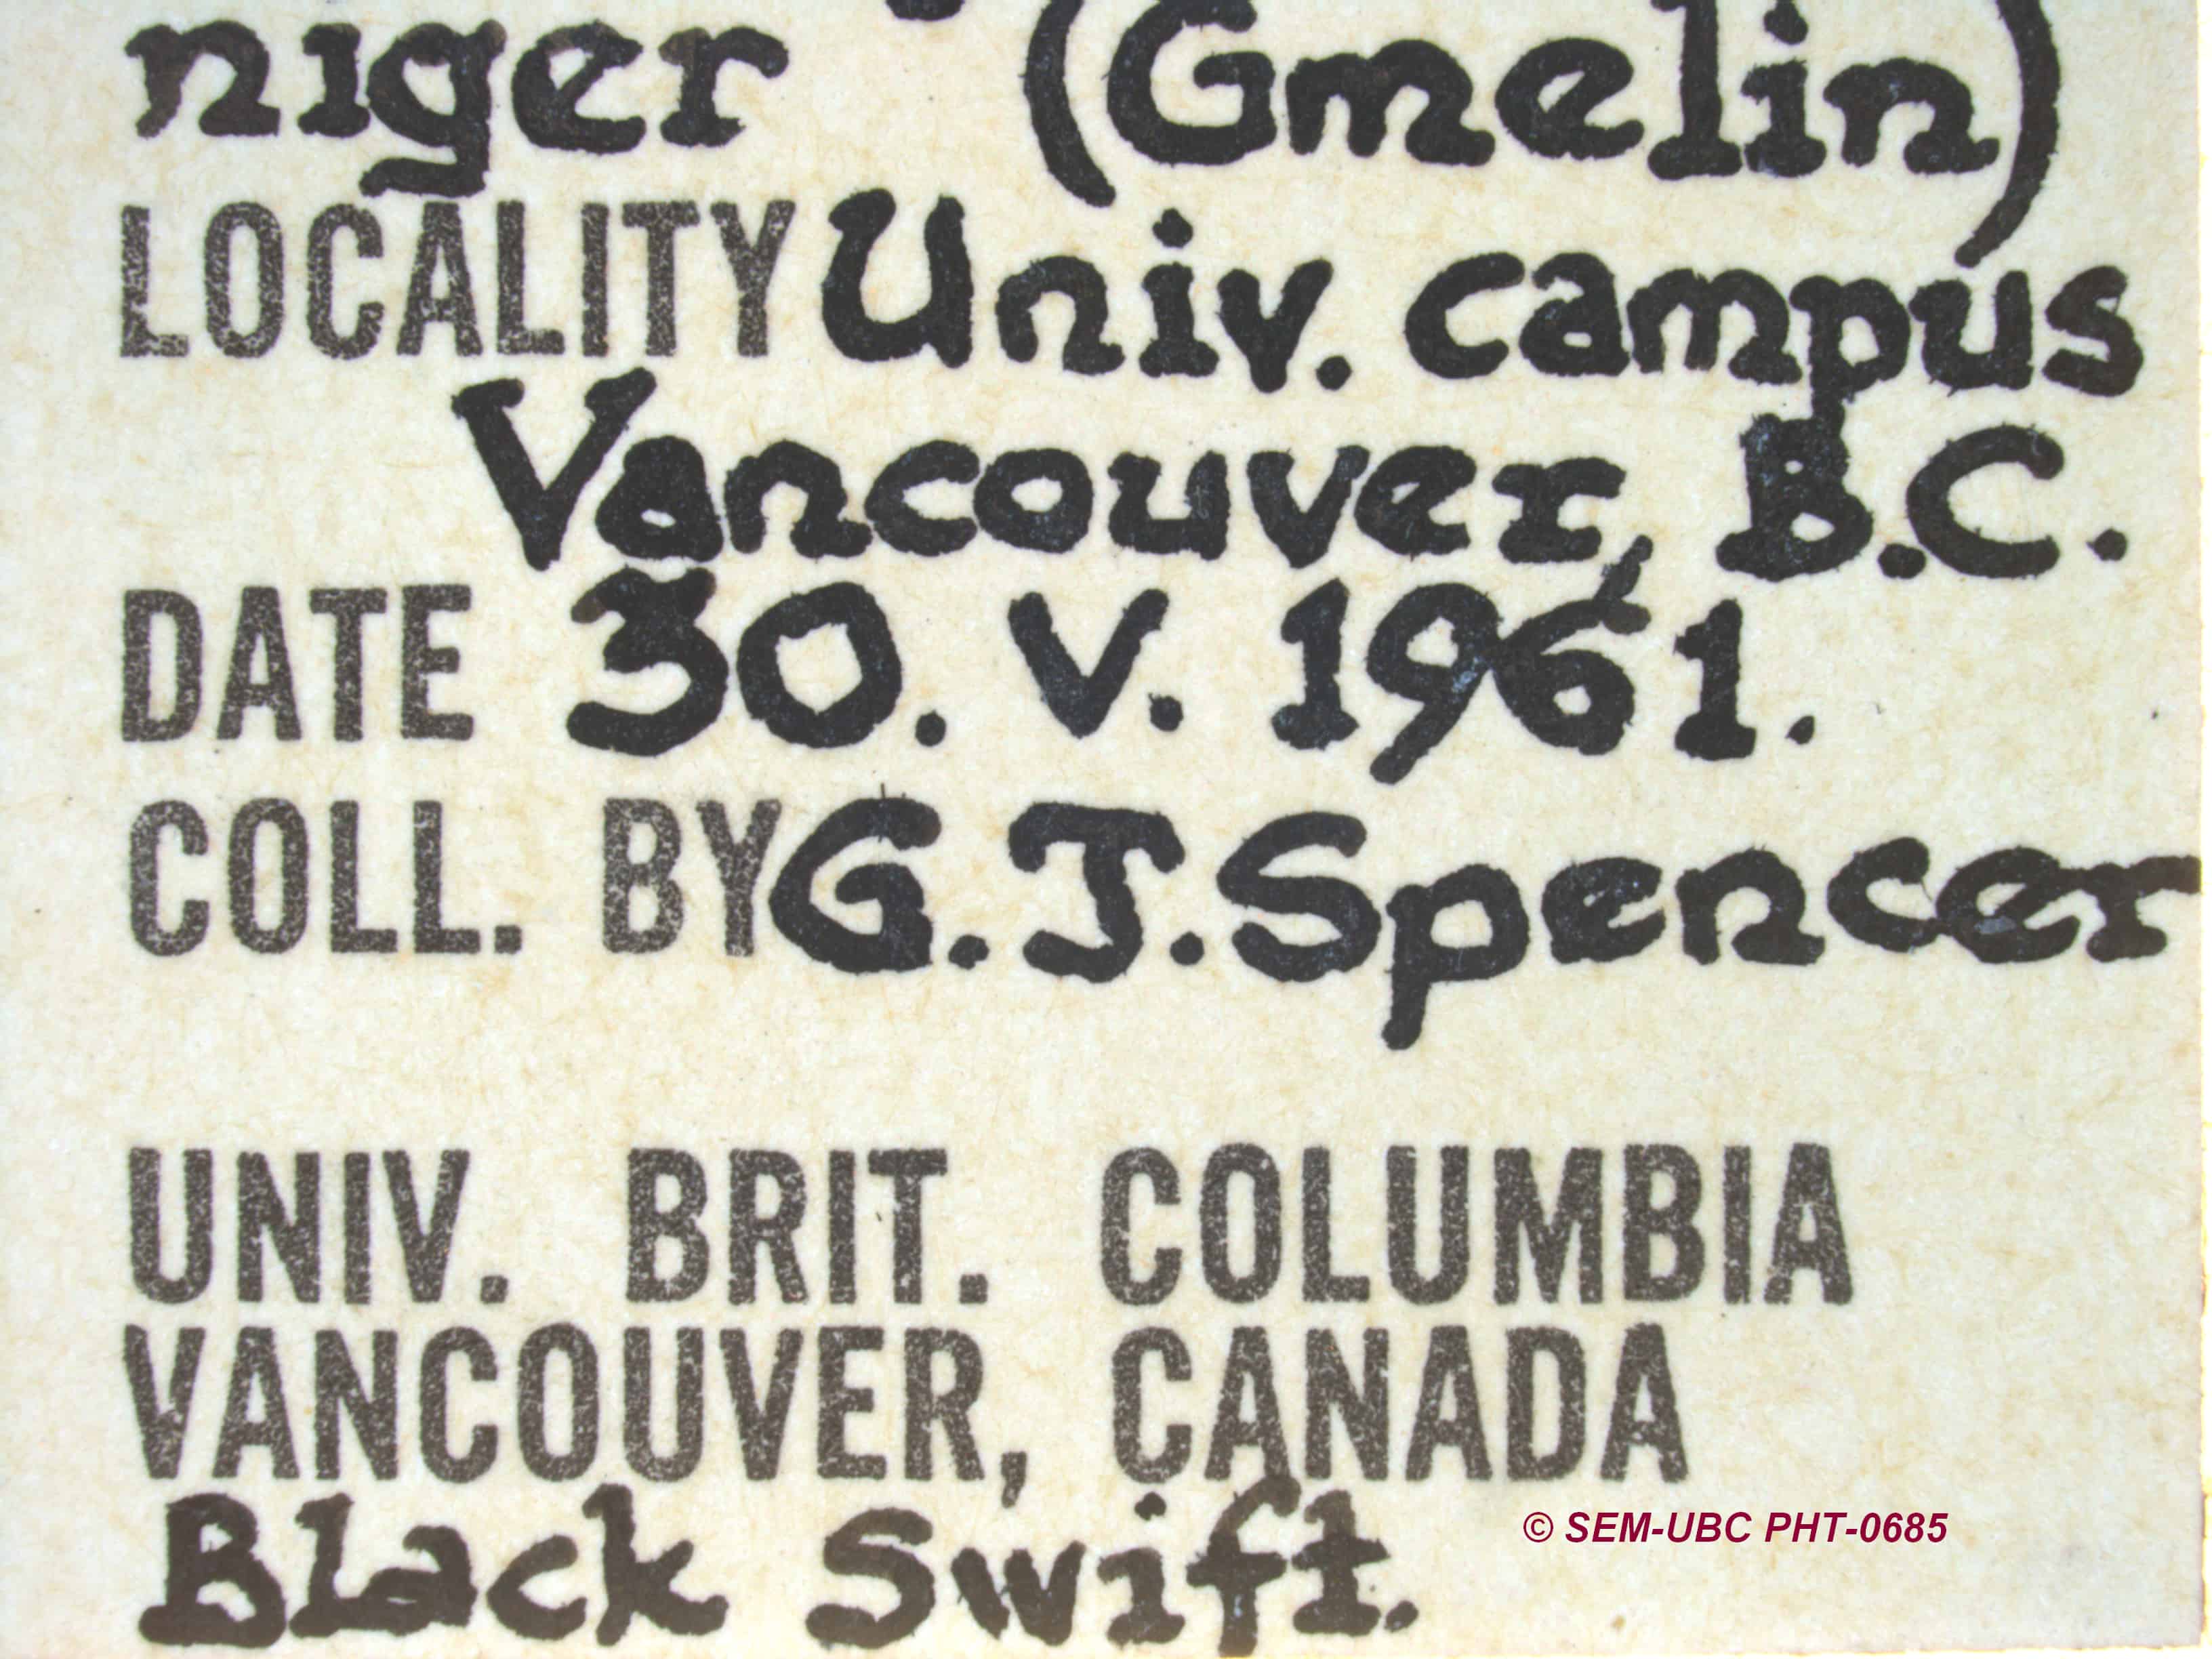 niger (Gmelin)
LOCALITY Univ. campus
Vancouver, B.C.
DATE 30. V. 1961.
COLL. BY G. J. Spencer
UNIV. BRIT. COLUMBIA
VANCOUVER, CANADA
Black Swift.
© SEM-UBC PHT-0685